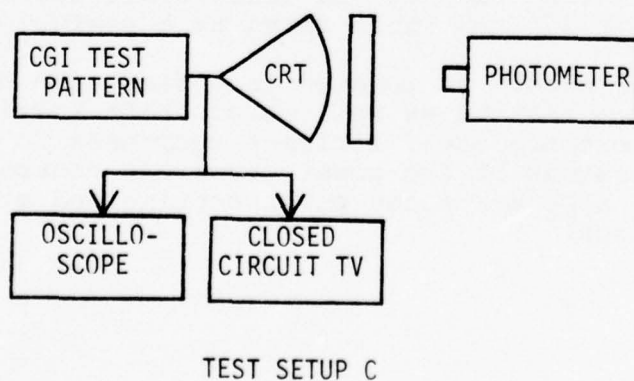 CGI TEST
PATTERN
CRT
PHOTOMETER
OSCILLO-
SCOPE
CLOSED
CIRCUIT TV
TEST SETUP C